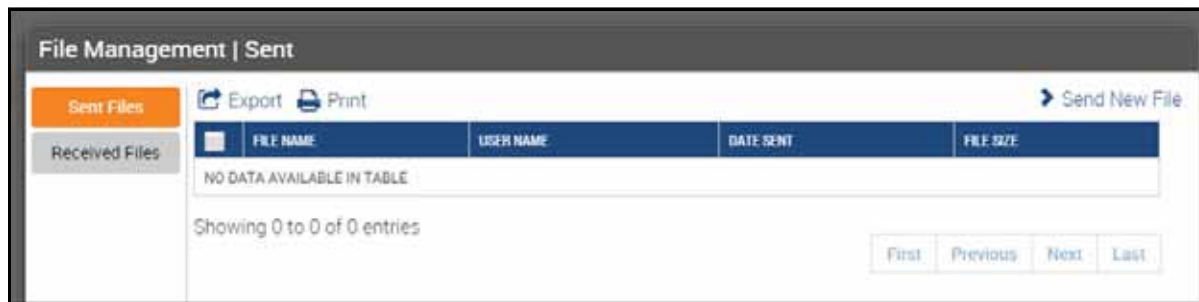 File Management | Sent
Sent Files
Received Files
Export Print
Send New File
FILE NAME USER NAME DATE SENT FILE SIZE
NO DATA AVAILABLE IN TABLE
Showing 0 to 0 of 0 entries
First Previous Next Last